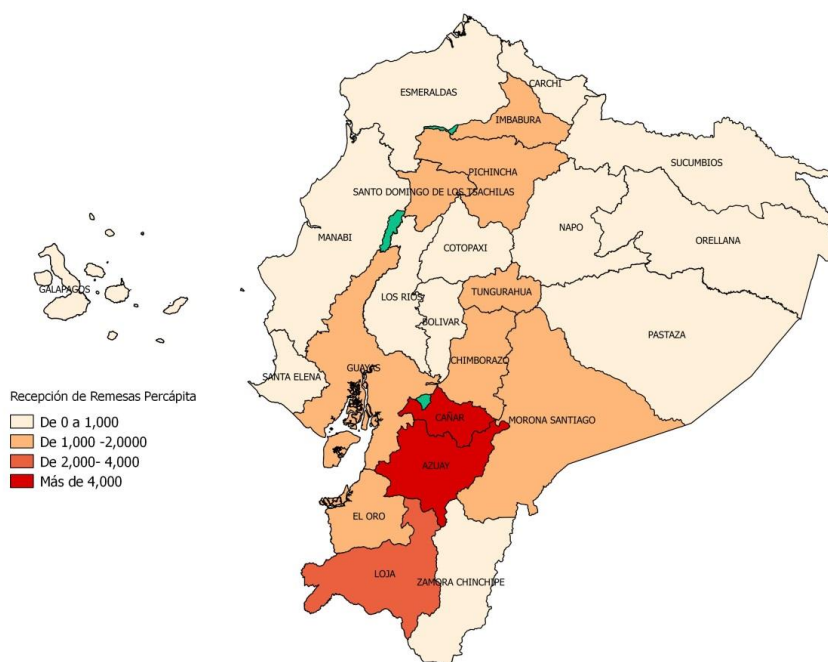 CARCHI
ESMERALDAS
IMBABURA
SUCUMBIOS
PICHINCHA
SANTO DOMINGO DE LOS TSACHILAS
NAPO
ORELLANA
MANABI
COTOPAXI
GALAPAGOS
TUNGURAHUA
LOS RIOS
BOLIVAR
PASTAZA
CHIMBORAZO
GUAYAS
SANTA ELENA
Recepción de Remesas Percápita
De 0 a 1,000
De 1,000 -2,0000
De 2,000- 4,000
Más de 4,000
CAÑAR
MORONA SANTIAGO
AZUAY
EL ORO
LOJA
ZAMORA CHINCHIPE